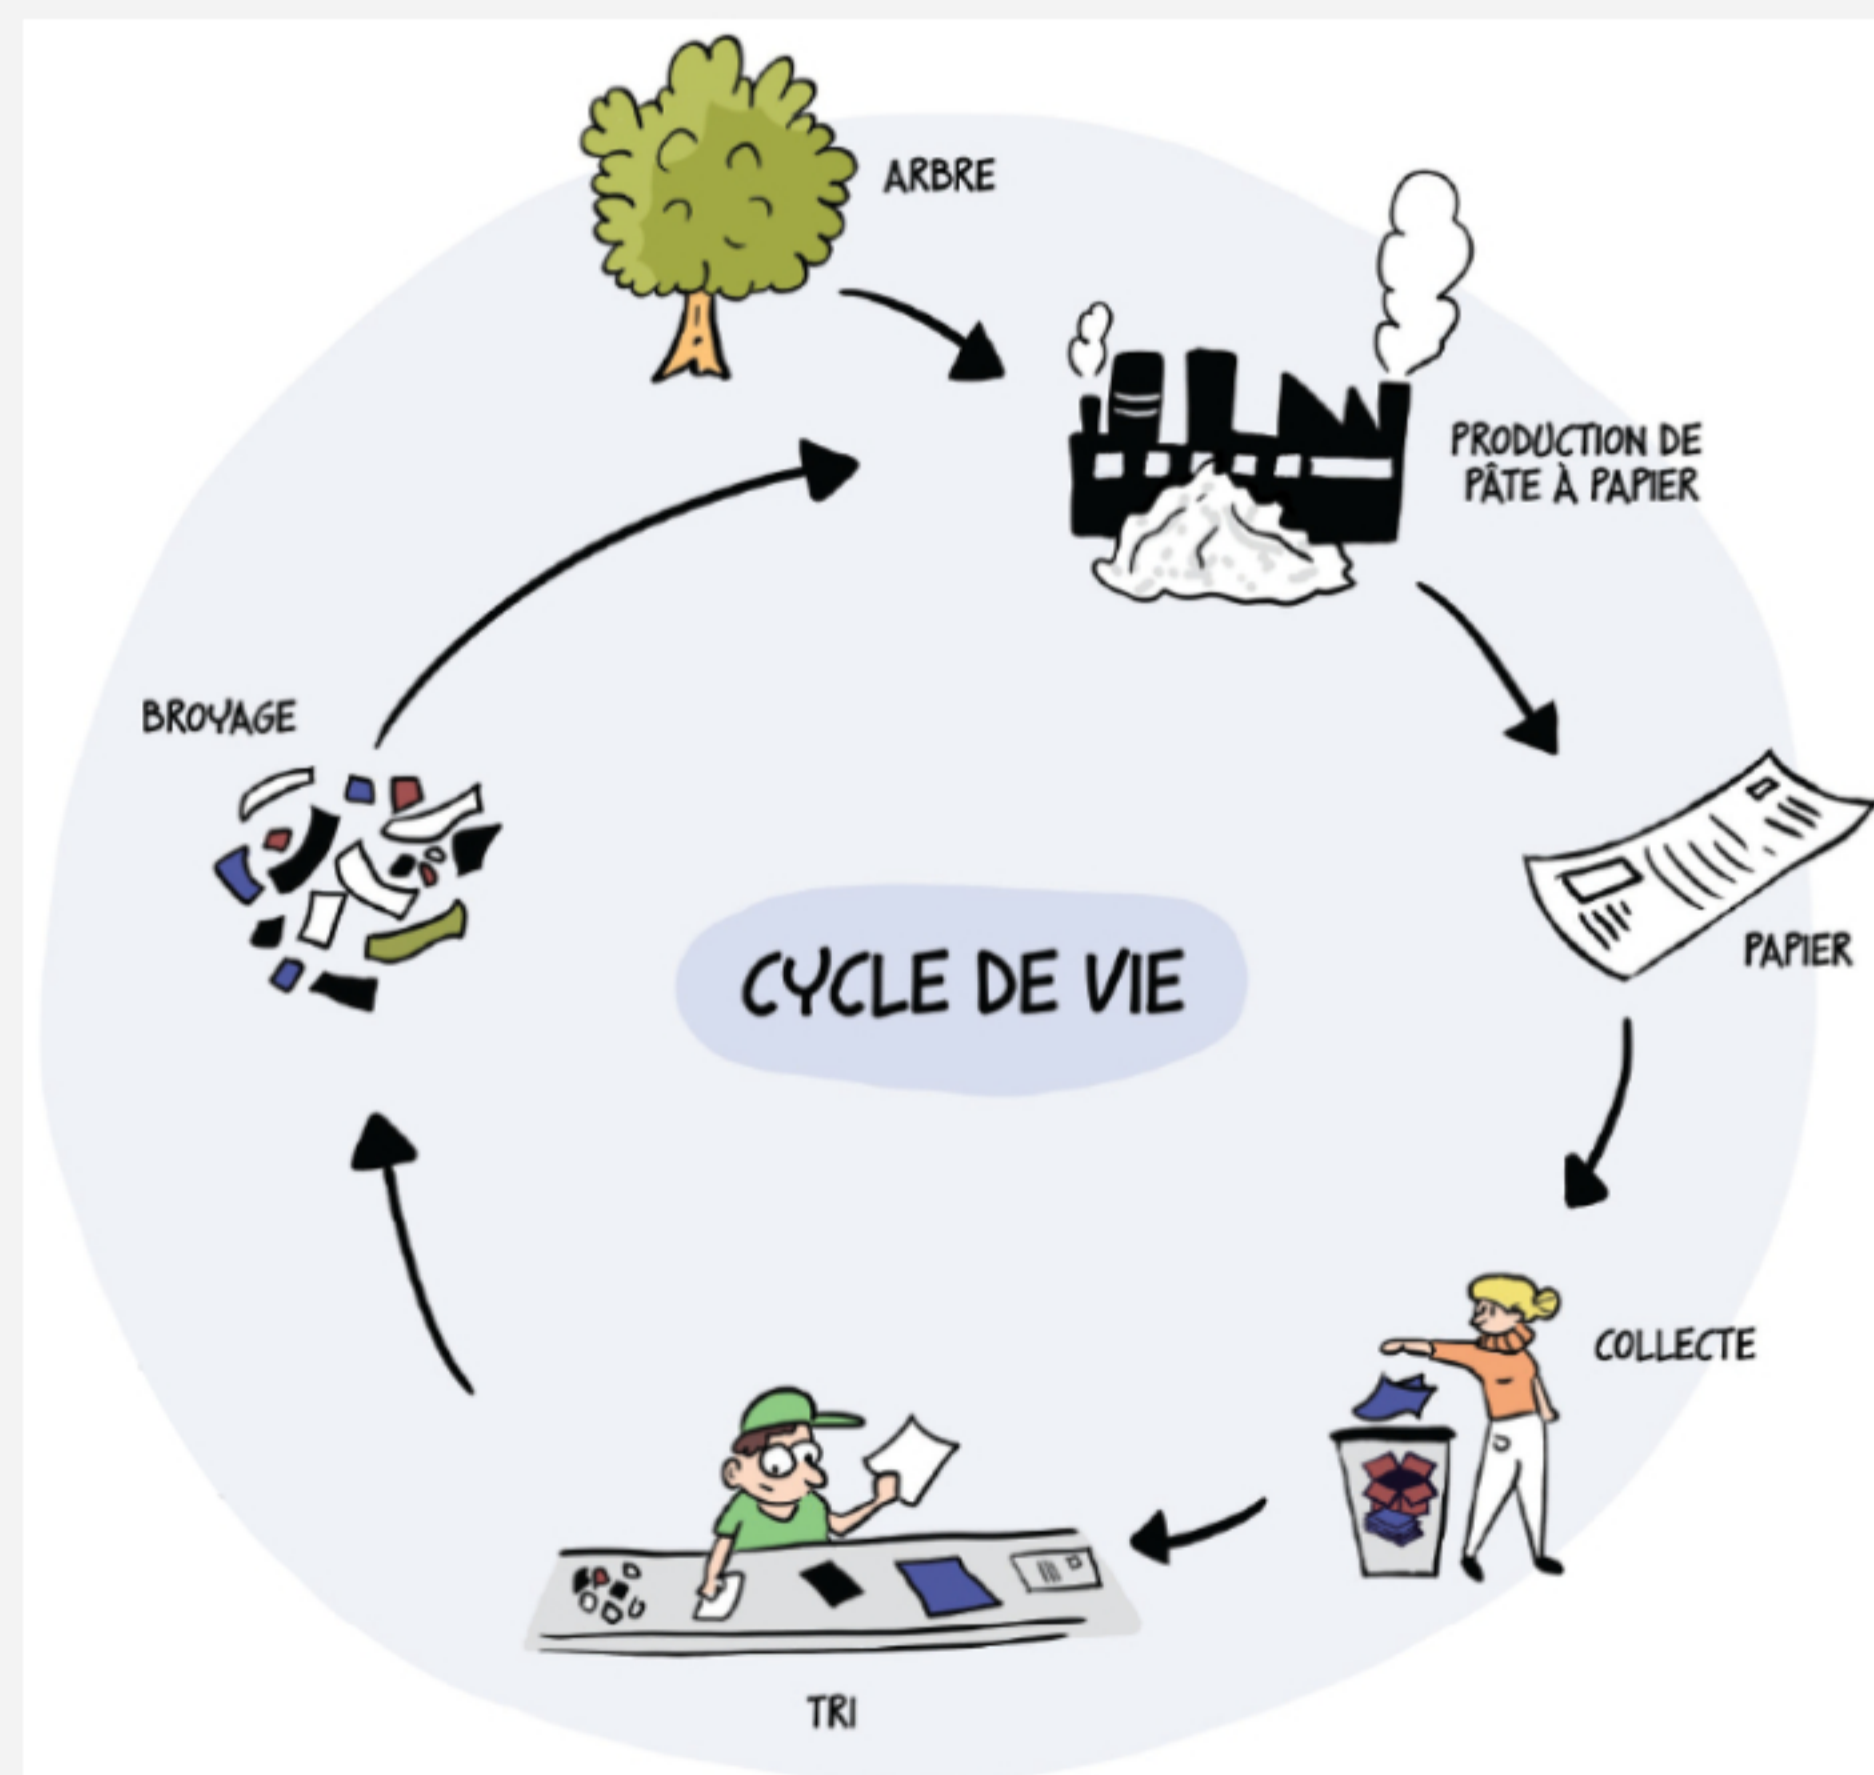 ARBRE
PRODUCTION DE
PÂTE À PAPIER
BROYAGE
CYCLE DE VIE
PAPIER
COLLECTE
TRI